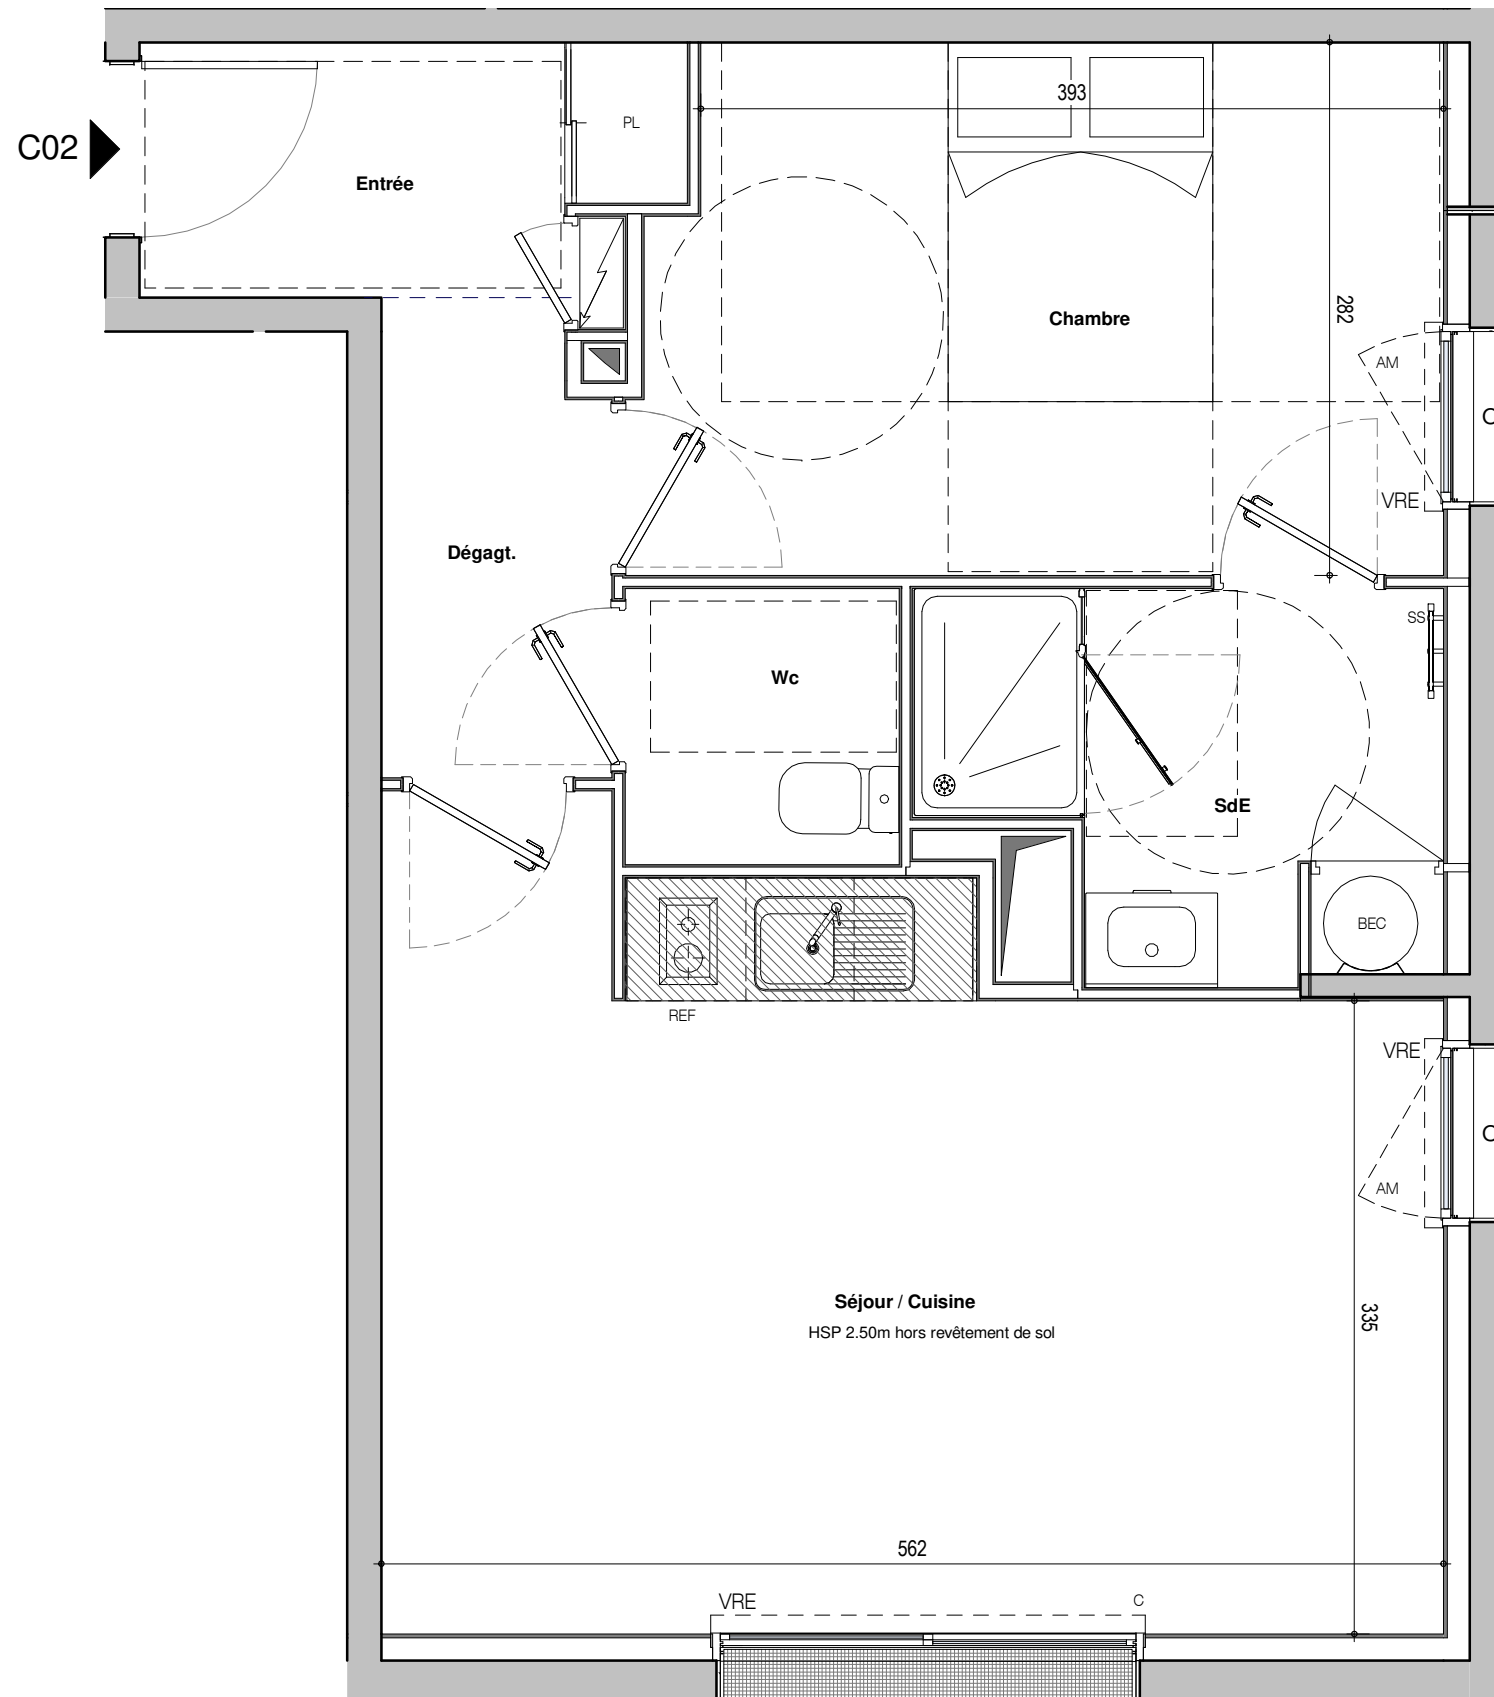 393
PL
C02
Entrée
Chambre
282
AM
C
VRE
Dégagt.
SS
Wc
SdE
BEC
REF
VRE
C
AM
Séjour / Cuisine
HSP 2.50m hors revêtement de sol
335
562
VRE
C